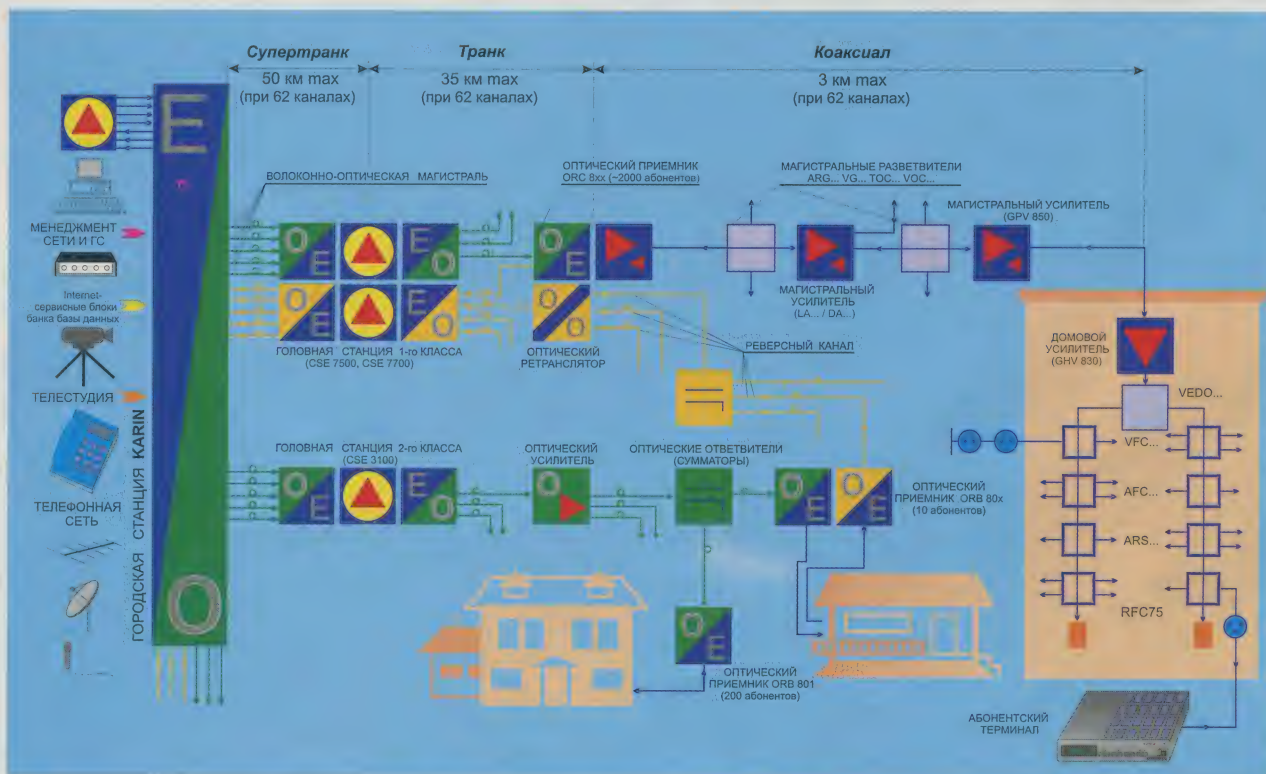 Супертранк
50 км max
(при 62 каналах)
Транк
35 км max
(при 62 каналах)
Коаксиал
3 км max
(при 62 каналах)
E
O
ГОРОДСКАЯ СТАНЦИЯ KARIN
МЕНЕДЖМЕНТ
СЕТИ И ГС
Internet-
сервисные блоки
банка базы данных
ТЕЛЕСТУДИЯ
ТЕЛЕФОННАЯ
СЕТЬ
ВОЛОКОННО-ОПТИЧЕСКАЯ МАГИСТРАЛЬ
O E
E O
O E
O E
E O
O O
ГОЛОВНАЯ СТАНЦИЯ 1-го КЛАССА
(CSE 7500, CSE 7700)
ОПТИЧЕСКИЙ ПРИЕМНИК
ORC 8xx (~2000 абонентов)
ОПТИЧЕСКИЙ
РЕТРАНСЛЯТОР
МАГИСТРАЛЬНЫЕ РАЗВЕТВИТЕЛИ
ARG... VG... TOC... VOC...
МАГИСТРАЛЬНЫЙ УСИЛИТЕЛЬ
(GPV 850)
МАГИСТРАЛЬНЫЙ
УСИЛИТЕЛЬ
(LA... / DA...)
РЕВЕРСНЫЙ КАНАЛ
ГОЛОВНАЯ СТАНЦИЯ 2-го КЛАССА
(CSE 3100)
O E
E O
ОПТИЧЕСКИЙ
УСИЛИТЕЛЬ
O
ОПТИЧЕСКИЕ ОТВЕТВИТЕЛИ
(СУММАТОРЫ)
O E
O E
ОПТИЧЕСКИЙ
ПРИЕМНИК ORB 80x
(10 абонентов)
O E
ОПТИЧЕСКИЙ
ПРИЕМНИК ORB 801
(200 абонентов)
ДОМОВОЙ
УСИЛИТЕЛЬ
(GHV 830)
VEDO...
VFC...
AFC...
ARS...
RFC75
АБОНЕНТСКИЙ
ТЕРМИНАЛ